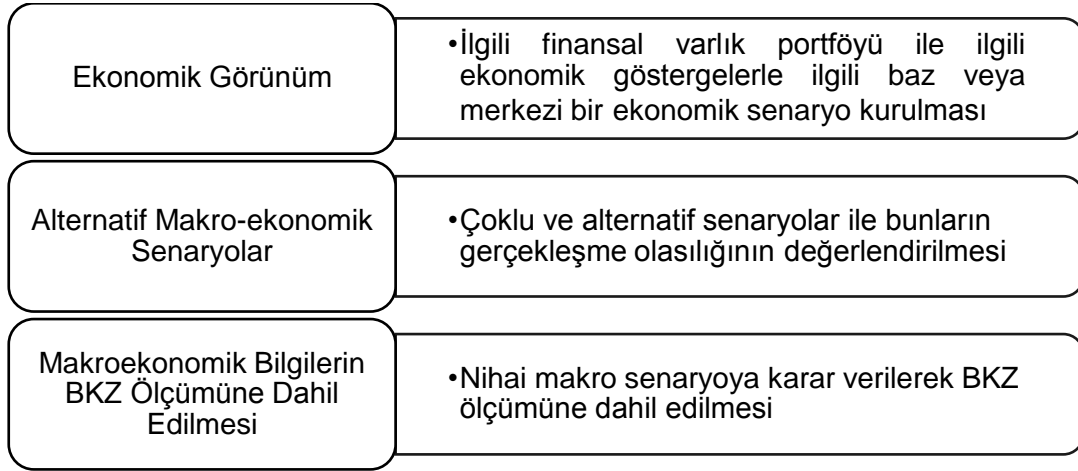 Ekonomik Görünüm
•İlgili finansal varlık portföyü ile ilgili
ekonomik göstergelerle ilgili baz veya
merkezi bir ekonomik senaryo kurulması
Alternatif Makro-ekonomik
Senaryolar
•Çoklu ve alternatif senaryolar ile bunların
gerçekleşme olasılığının değerlendirilmesi
Makroekonomik Bilgilerin
BKZ Ölçümüne Dahil
Edilmesi
•Nihai makro senaryoya karar verilerek BKZ
ölçümüne dahil edilmesi